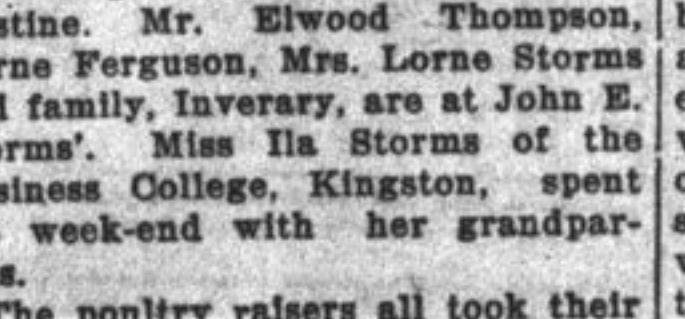 stine. Mr. Elwood Thompson,
rne Ferguson, Mrs. Lorne Storms
family, Inverary, are at John E.
orms'. Miss Ila Storms of the
siness College, Kingston, spent
week-end with her grandpar-
s.
The poultry raisers all took their